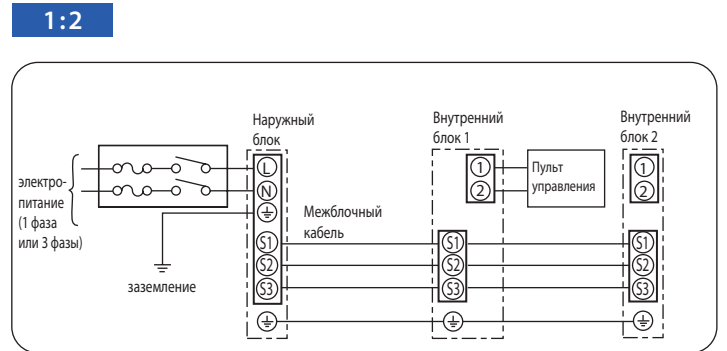 1:2
Наружный
блок
Внутренний
блок 1
Внутренний
блок 2
электро-
питание
(1 фаза
или 3 фазы)
L
N
заземление
Межблочный
кабель
S1
S2
S3
1
2
Пульт
управления
S1
S2
S3
1
2
S1
S2
S3